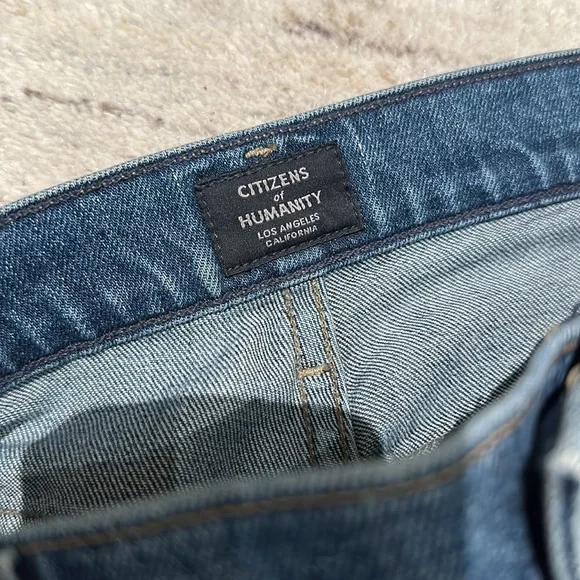 CITIZENS
of
HUMANITY
LOS ANGELES
CALIFORNIA